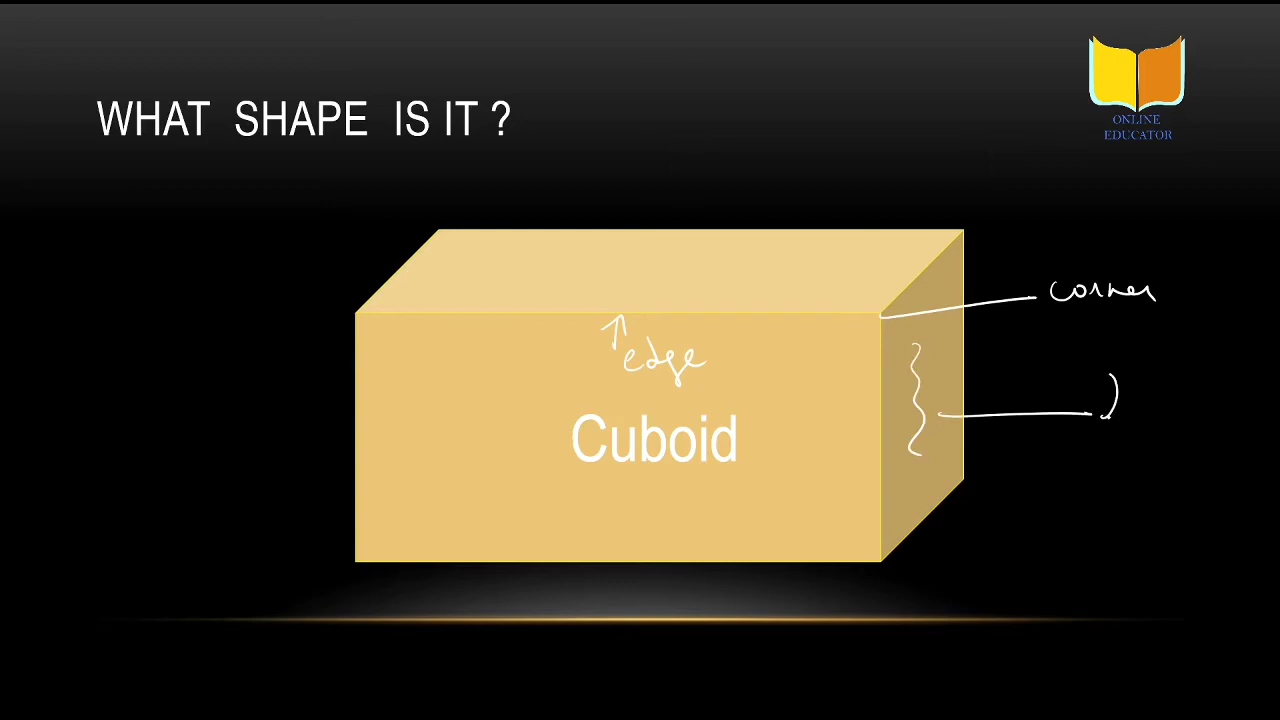 WHAT SHAPE IS IT ?
ONLINE
EDUCATOR
corner
edge
Cuboid